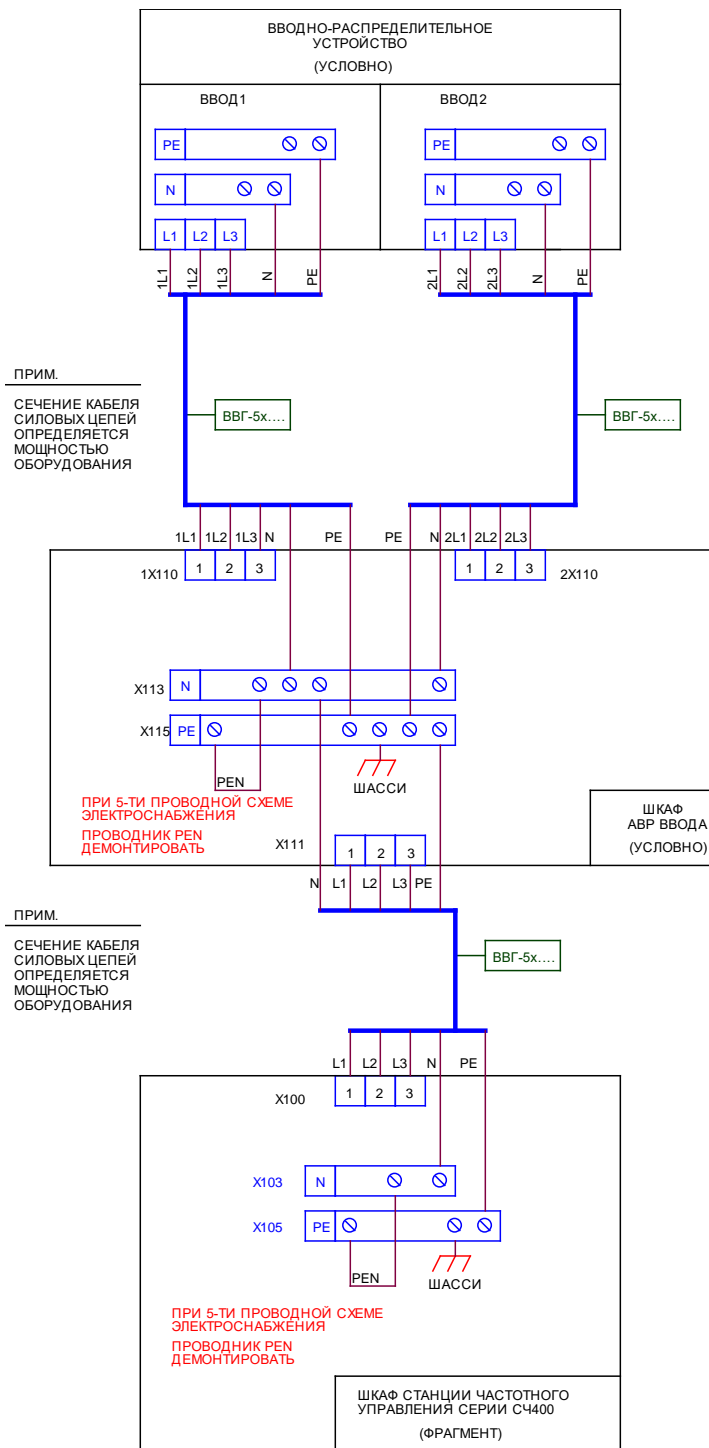 ВВОДНО-РАСПРЕДЕЛИТЕЛЬНОЕ
УСТРОЙСТВО
(УСЛОВНО)
ВВОД1
ВВОД2
PE
PE
N
N
L1 L2 L3
L1 L2 L3
1L1 1L2 1L3 N PE
2L1 2L2 2L3 N PE
ПРИМ.
СЕЧЕНИЕ КАБЕЛЯ
СИЛОВЫХ ЦЕПЕЙ
ОПРЕДЕЛЯЕТСЯ
МОЩНОСТЬЮ
ОБОРУДОВАНИЯ
ВВГ-5х....
ВВГ-5х....
1L1 1L2 1L3 N PE PE N 2L1 2L2 2L3
1X110 1 2 3
1 2 3 2X110
X113 N
X115 PE
PEN
ШАССИ
ПРИ 5-ТИ ПРОВОДНОЙ СХЕМЕ
ЭЛЕКТРОСНАБЖЕНИЯ
ПРОВОДНИК PEN
ДЕМОНТИРОВАТЬ
X111 1 2 3
ШКАФ
АВР ВВОДА
(УСЛОВНО)
N L1 L2 L3 PE
ПРИМ.
СЕЧЕНИЕ КАБЕЛЯ
СИЛОВЫХ ЦЕПЕЙ
ОПРЕДЕЛЯЕТСЯ
МОЩНОСТЬЮ
ОБОРУДОВАНИЯ
ВВГ-5х....
L1 L2 L3 N PE
X100 1 2 3
X103 N
X105 PE
PEN
ШАССИ
ПРИ 5-ТИ ПРОВОДНОЙ СХЕМЕ
ЭЛЕКТРОСНАБЖЕНИЯ
ПРОВОДНИК PEN
ДЕМОНТИРОВАТЬ
ШКАФ СТАНЦИИ ЧАСТОТНОГО
УПРАВЛЕНИЯ СЕРИИ СЧ400
(ФРАГМЕНТ)